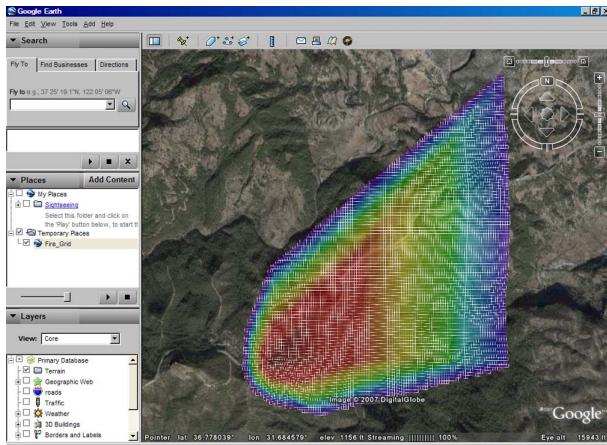 Google Earth
File Edit View Tools Add Help
Search
Fly To Find Businesses Directions
Fly to e.g., 37 25' 19.1"N, 122 05' 06"W
Places Add Content
My Places
Sightseeing
Select this folder and click on
the 'Play' button below, to start th
Temporary Places
Fire_Grid
Layers
View: Core
Primary Database
Terrain
Geographic Web
roads
Traffic
Weather
3D Buildings
Borders and Labels
N
Image © 2007 DigitalGlobe
Google
Pointer lat 36.778039° lon 31.684579° elev 1156 ft Streaming |||||||||| 100% Eye alt 15943 ft